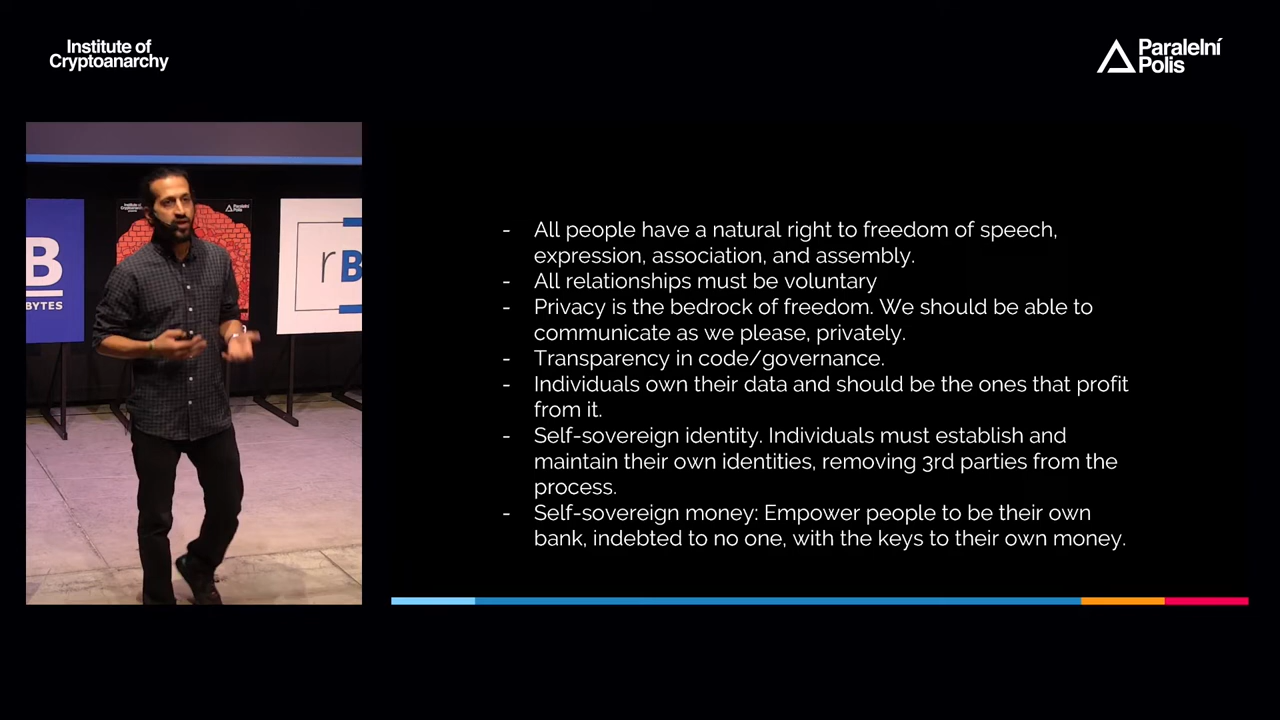 Institute of
Cryptoanarchy
Paralelní
Polis
B
BYTES
Paralelní
Polis
rB
- All people have a natural right to freedom of speech,
expression, association, and assembly.
- All relationships must be voluntary
- Privacy is the bedrock of freedom. We should be able to
communicate as we please, privately.
- Transparency in code/governance.
- Individuals own their data and should be the ones that profit
from it.
- Self-sovereign identity. Individuals must establish and
maintain their own identities, removing 3rd parties from the
process.
- Self-sovereign money: Empower people to be their own
bank, indebted to no one, with the keys to their own money.